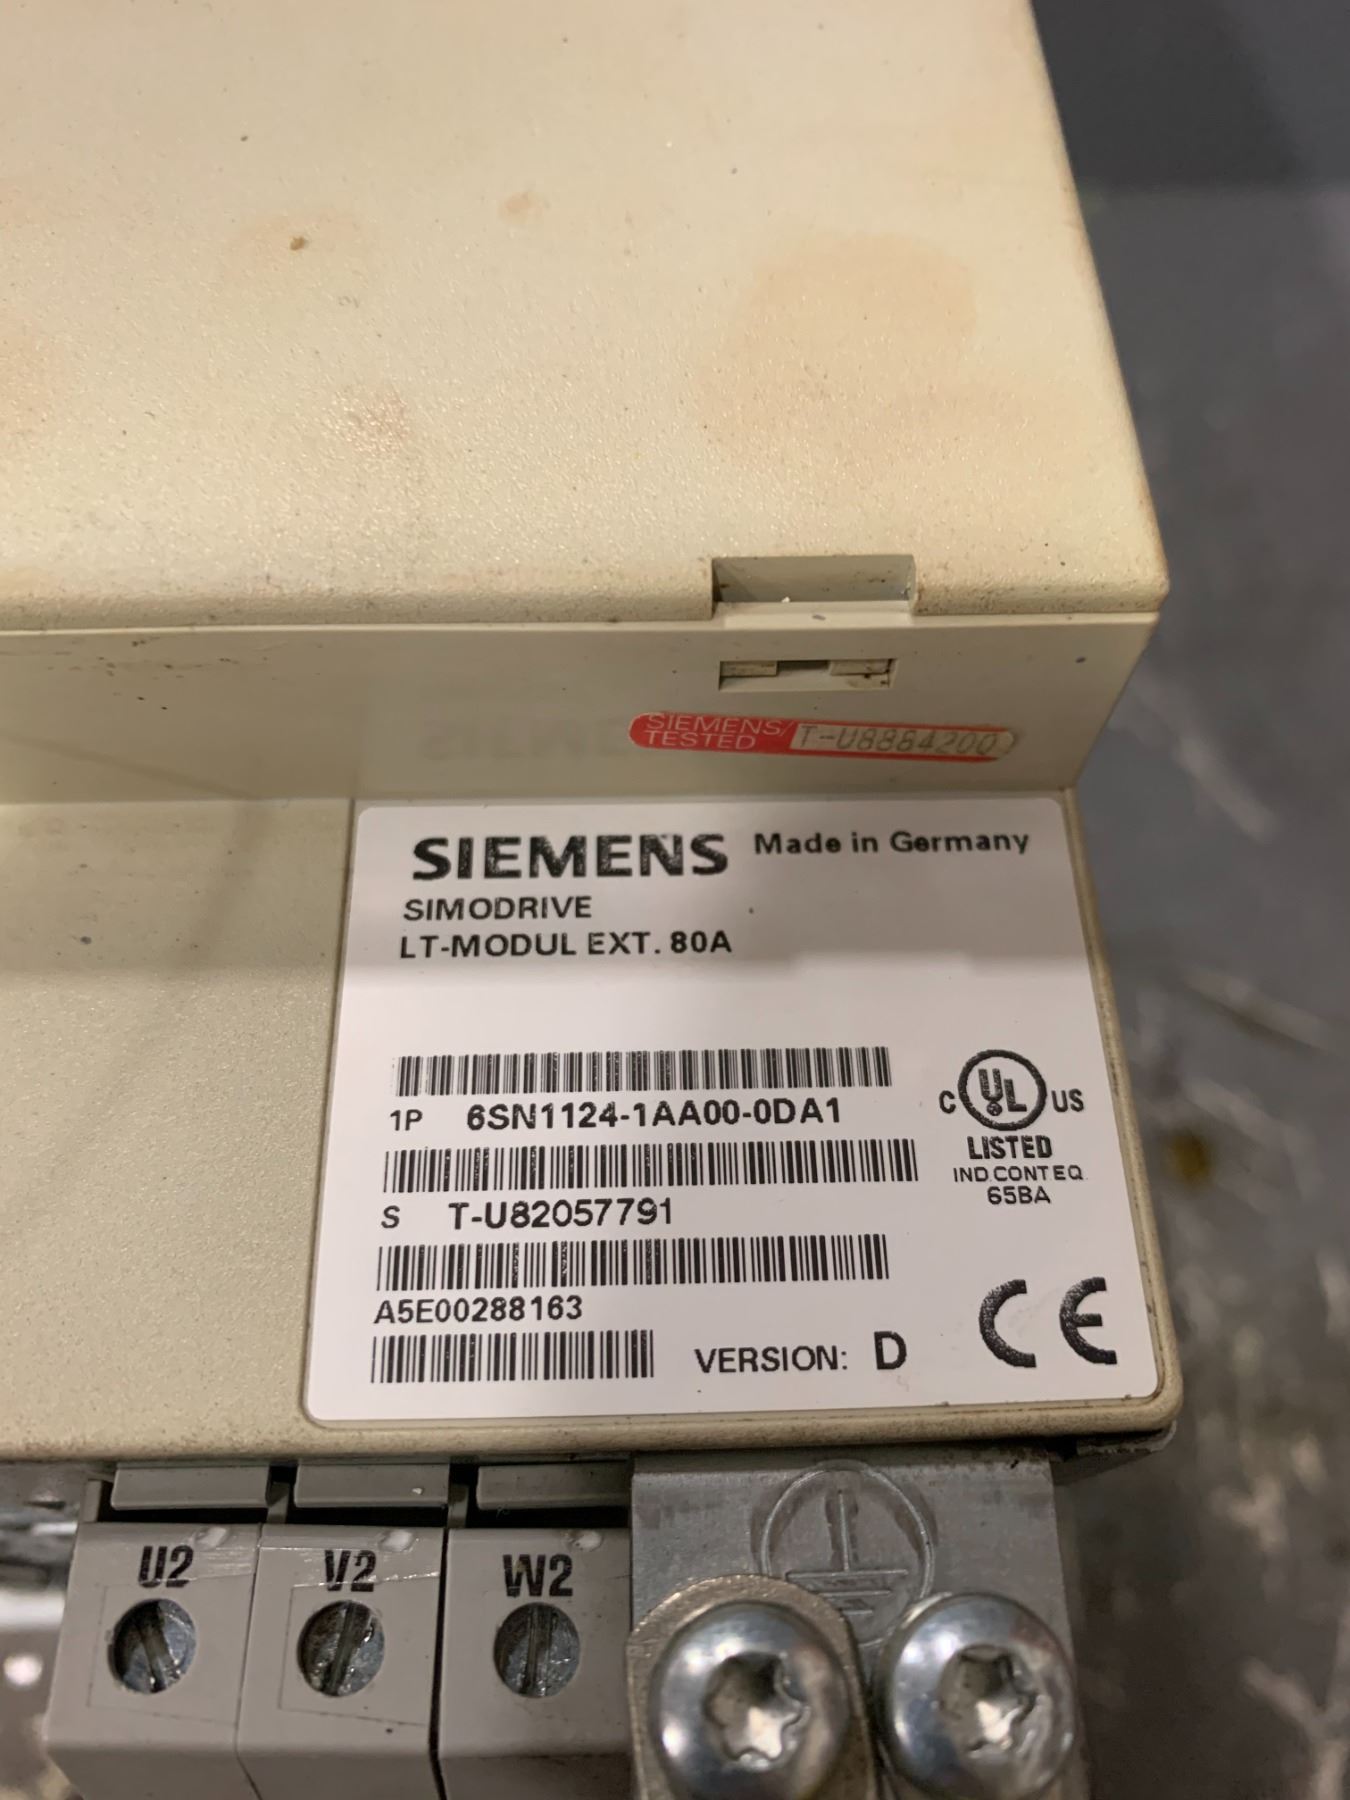 SIEMENS/
TESTED T-U8884200
SIEMENS Made in Germany
SIMODRIVE
LT-MODUL EXT. 80A
1P 6SN1124-1AA00-0DA1
S T-U82057791
A5E00288163
VERSION: D
C UL US
LISTED
IND.CONT EQ.
65BA
CE
U2 V2 W2